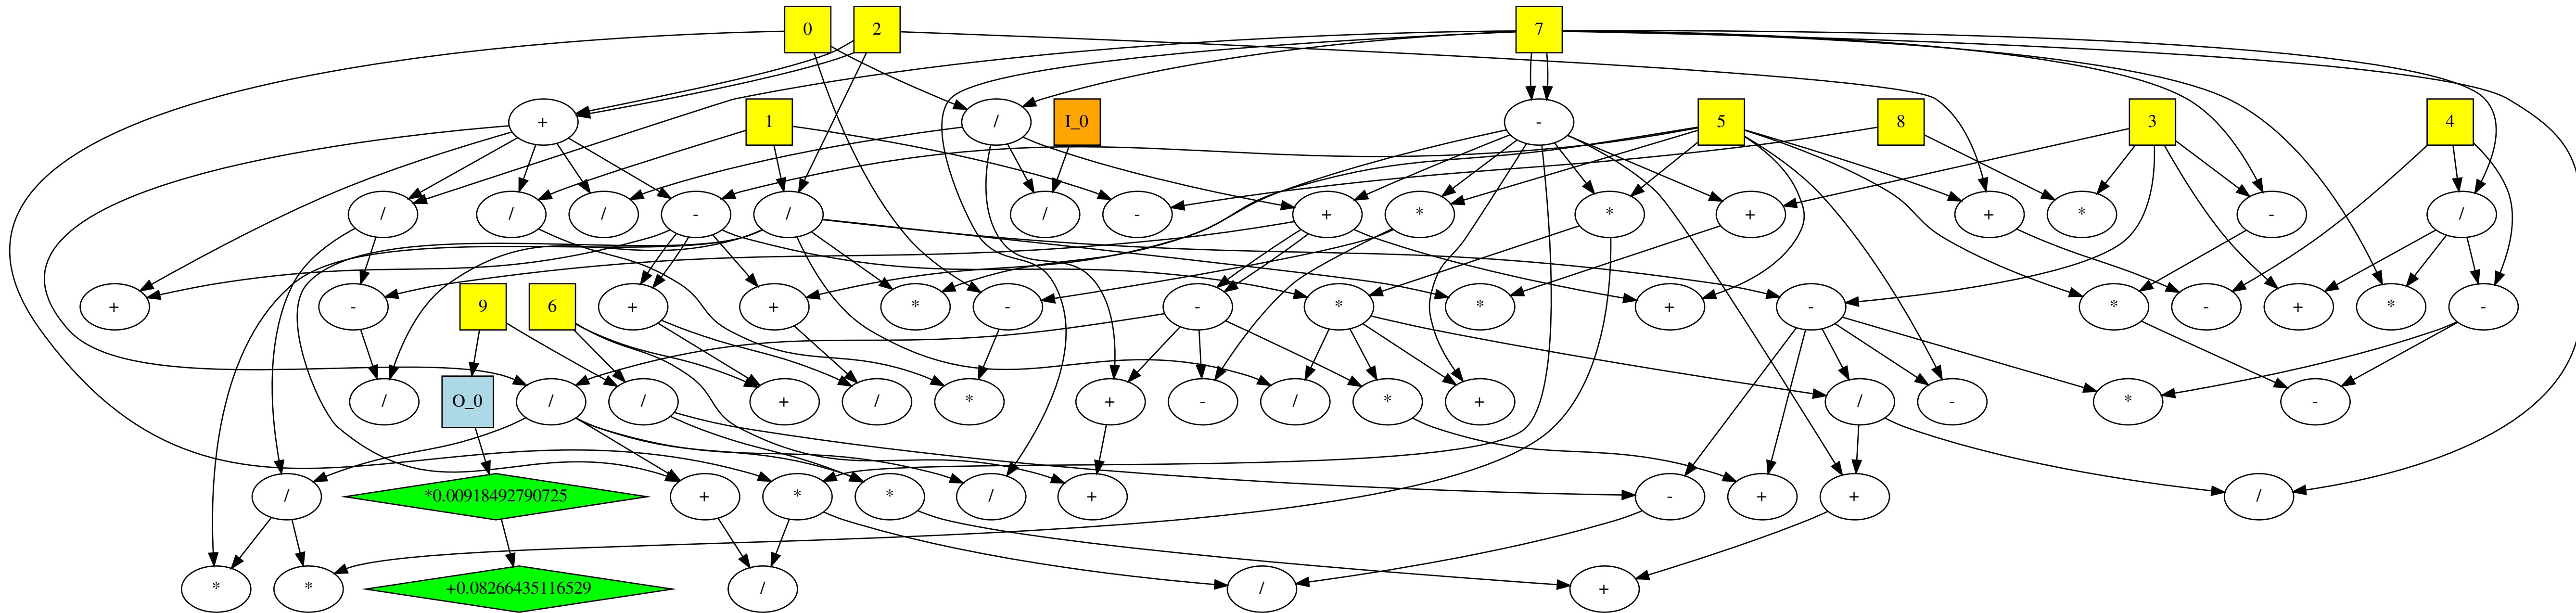 0 2 7
+ 1 / I_0 - 5 8 3 4
/ / / - / / - + * * + + * - /
+ - 9 6 + + * - - * * + - * - + * -
/ O_0 / / + / * + - / * + / - * -
/ *0.00918492790725 + * * / + - + + /
* * +0.08266435116529 / / +